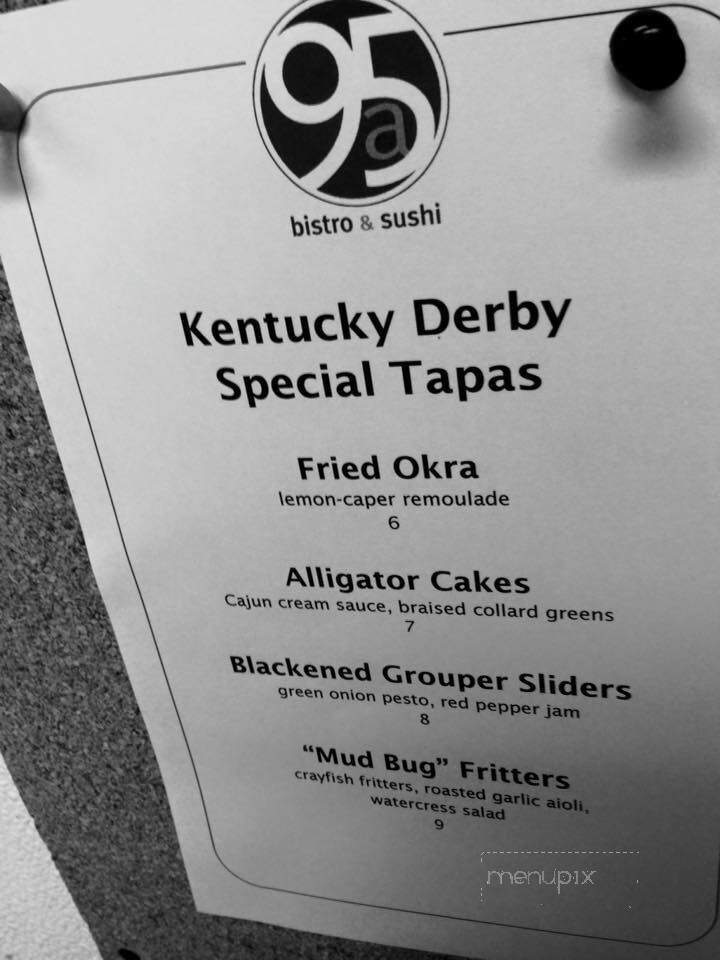 95a
bistro & sushi
Kentucky Derby
Special Tapas
Fried Okra
lemon-caper remoulade
6
Alligator Cakes
Cajun cream sauce, braised collard greens
7
Blackened Grouper Sliders
green onion pesto, red pepper jam
8
“Mud Bug” Fritters
crayfish fritters, roasted garlic aioli,
watercress salad
9
menupix